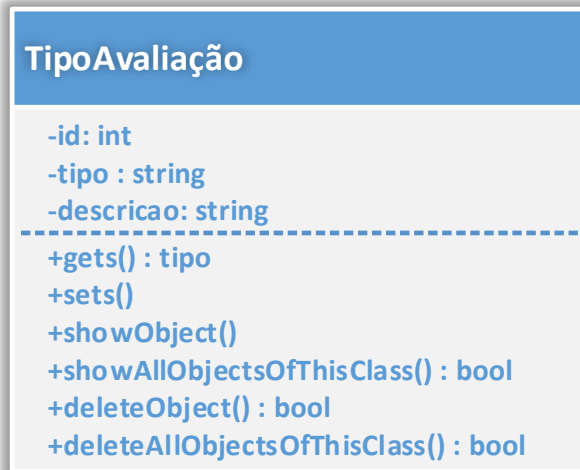 TipoAvaliação
-id: int
-tipo : string
-descricao: string
+gets() : tipo
+sets()
+showObject()
+showAllObjectsOfThisClass() : bool
+deleteObject() : bool
+deleteAllObjectsOfThisClass() : bool